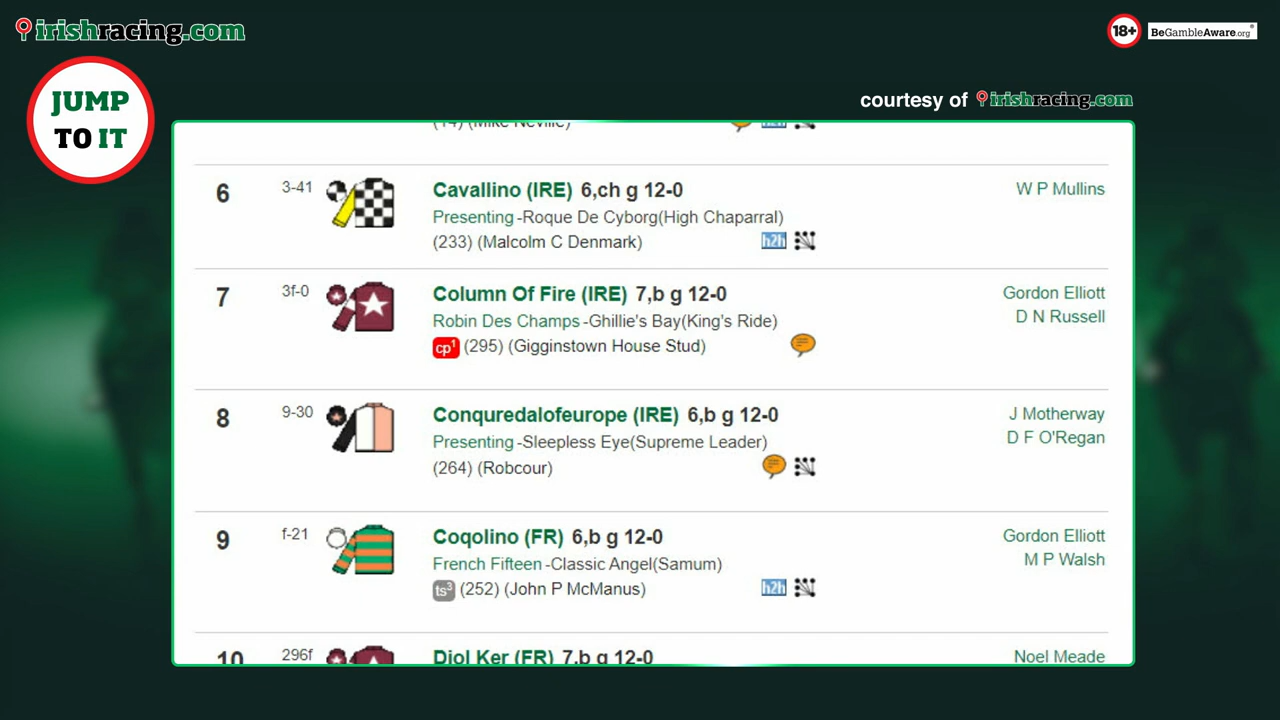 irishracing.com
18+
BeGambleAware.org®
JUMP
TO IT
courtesy of irishracing.com
(14) (Mike Neville)
6 3-41 Cavallino (IRE) 6,ch g 12-0 W P Mullins
Presenting -Roque De Cyborg(High Chaparral)
(233) (Malcolm C Denmark) h2h
7 3f-0 Column Of Fire (IRE) 7,b g 12-0 Gordon Elliott
Robin Des Champs -Ghillie's Bay(King's Ride) D N Russell
cp1 (295) (Gigginstown House Stud)
8 9-30 Conquredalofeurope (IRE) 6,b g 12-0 J Motherway
Presenting -Sleepless Eye(Supreme Leader) D F O'Regan
(264) (Robcour)
9 f-21 Coqolino (FR) 6,b g 12-0 Gordon Elliott
French Fifteen -Classic Angel(Samum) M P Walsh
ts3 (252) (John P McManus) h2h
10 296f Diol Ker (FR) 7,b g 12-0 Noel Meade